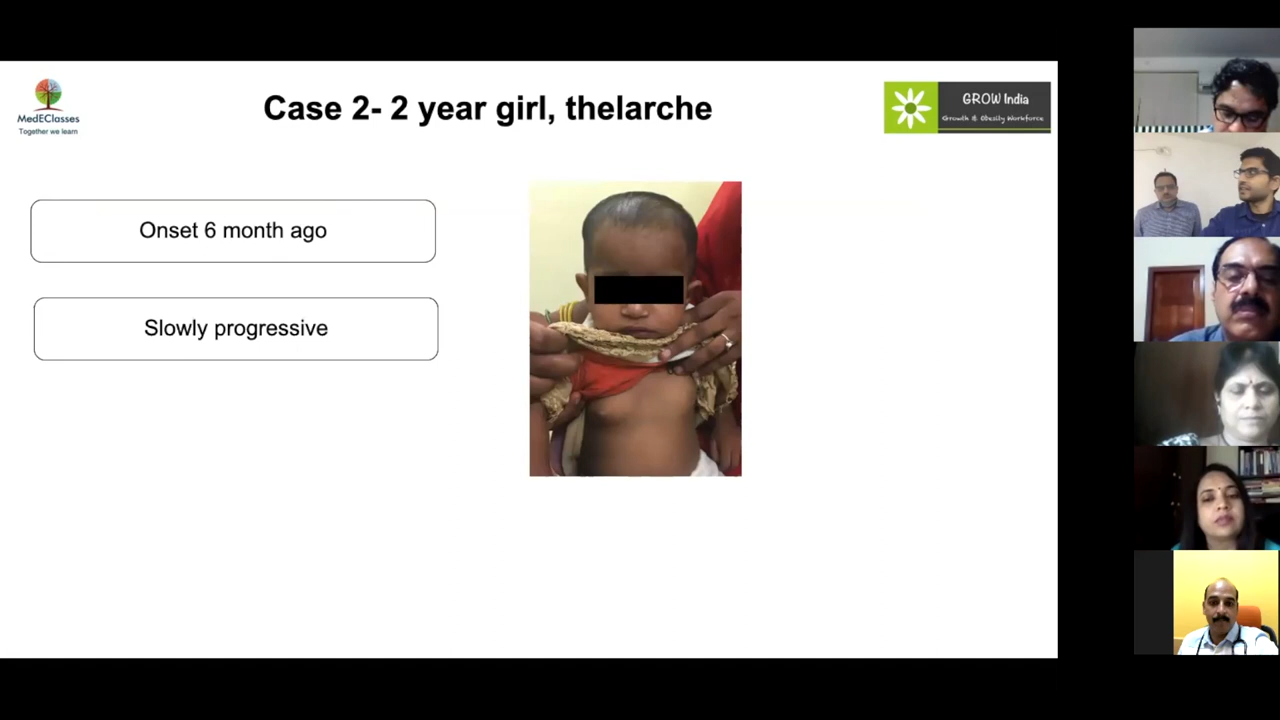 MedEClasses
Together we learn
Case 2- 2 year girl, thelarche
GROW India
Growth & Obesity Workforce
Onset 6 month ago
Slowly progressive